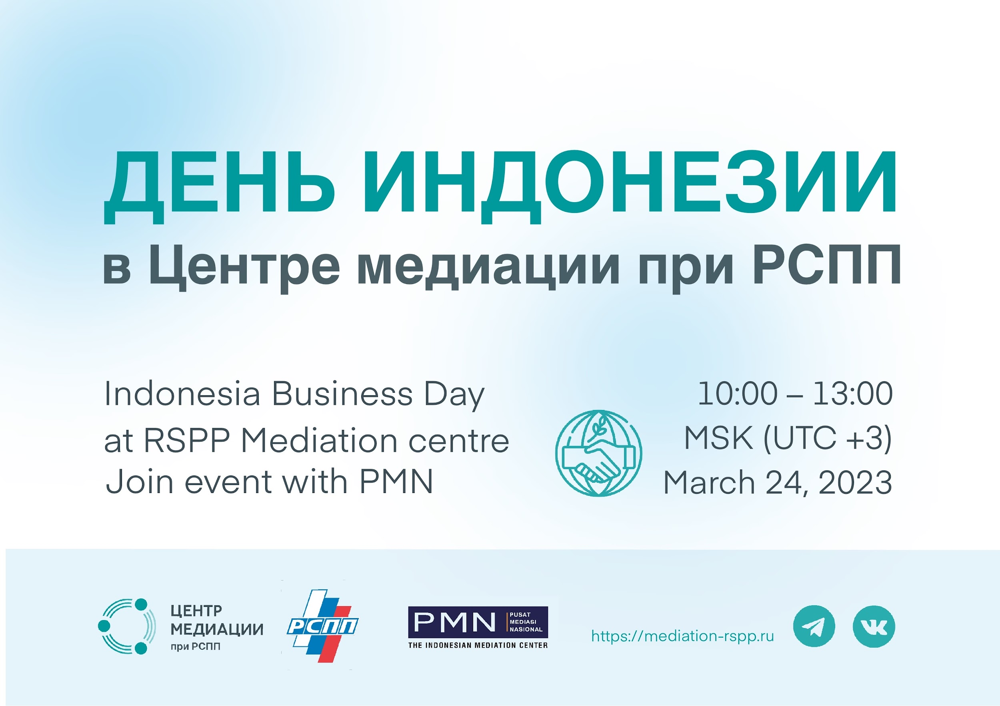 ДЕНЬ ИНДОНЕЗИИ
в Центре медиации при РСПП
Indonesia Business Day
at RSPP Mediation centre
Join event with PMN
10:00 – 13:00
MSK (UTC +3)
March 24, 2023
ЦЕНТР
МЕДИАЦИИ
при РСПП
РСПП
PMN
PUSAT
MEDIASI
NASIONAL
THE INDONESIAN MEDIATION CENTER
https://mediation-rspp.ru